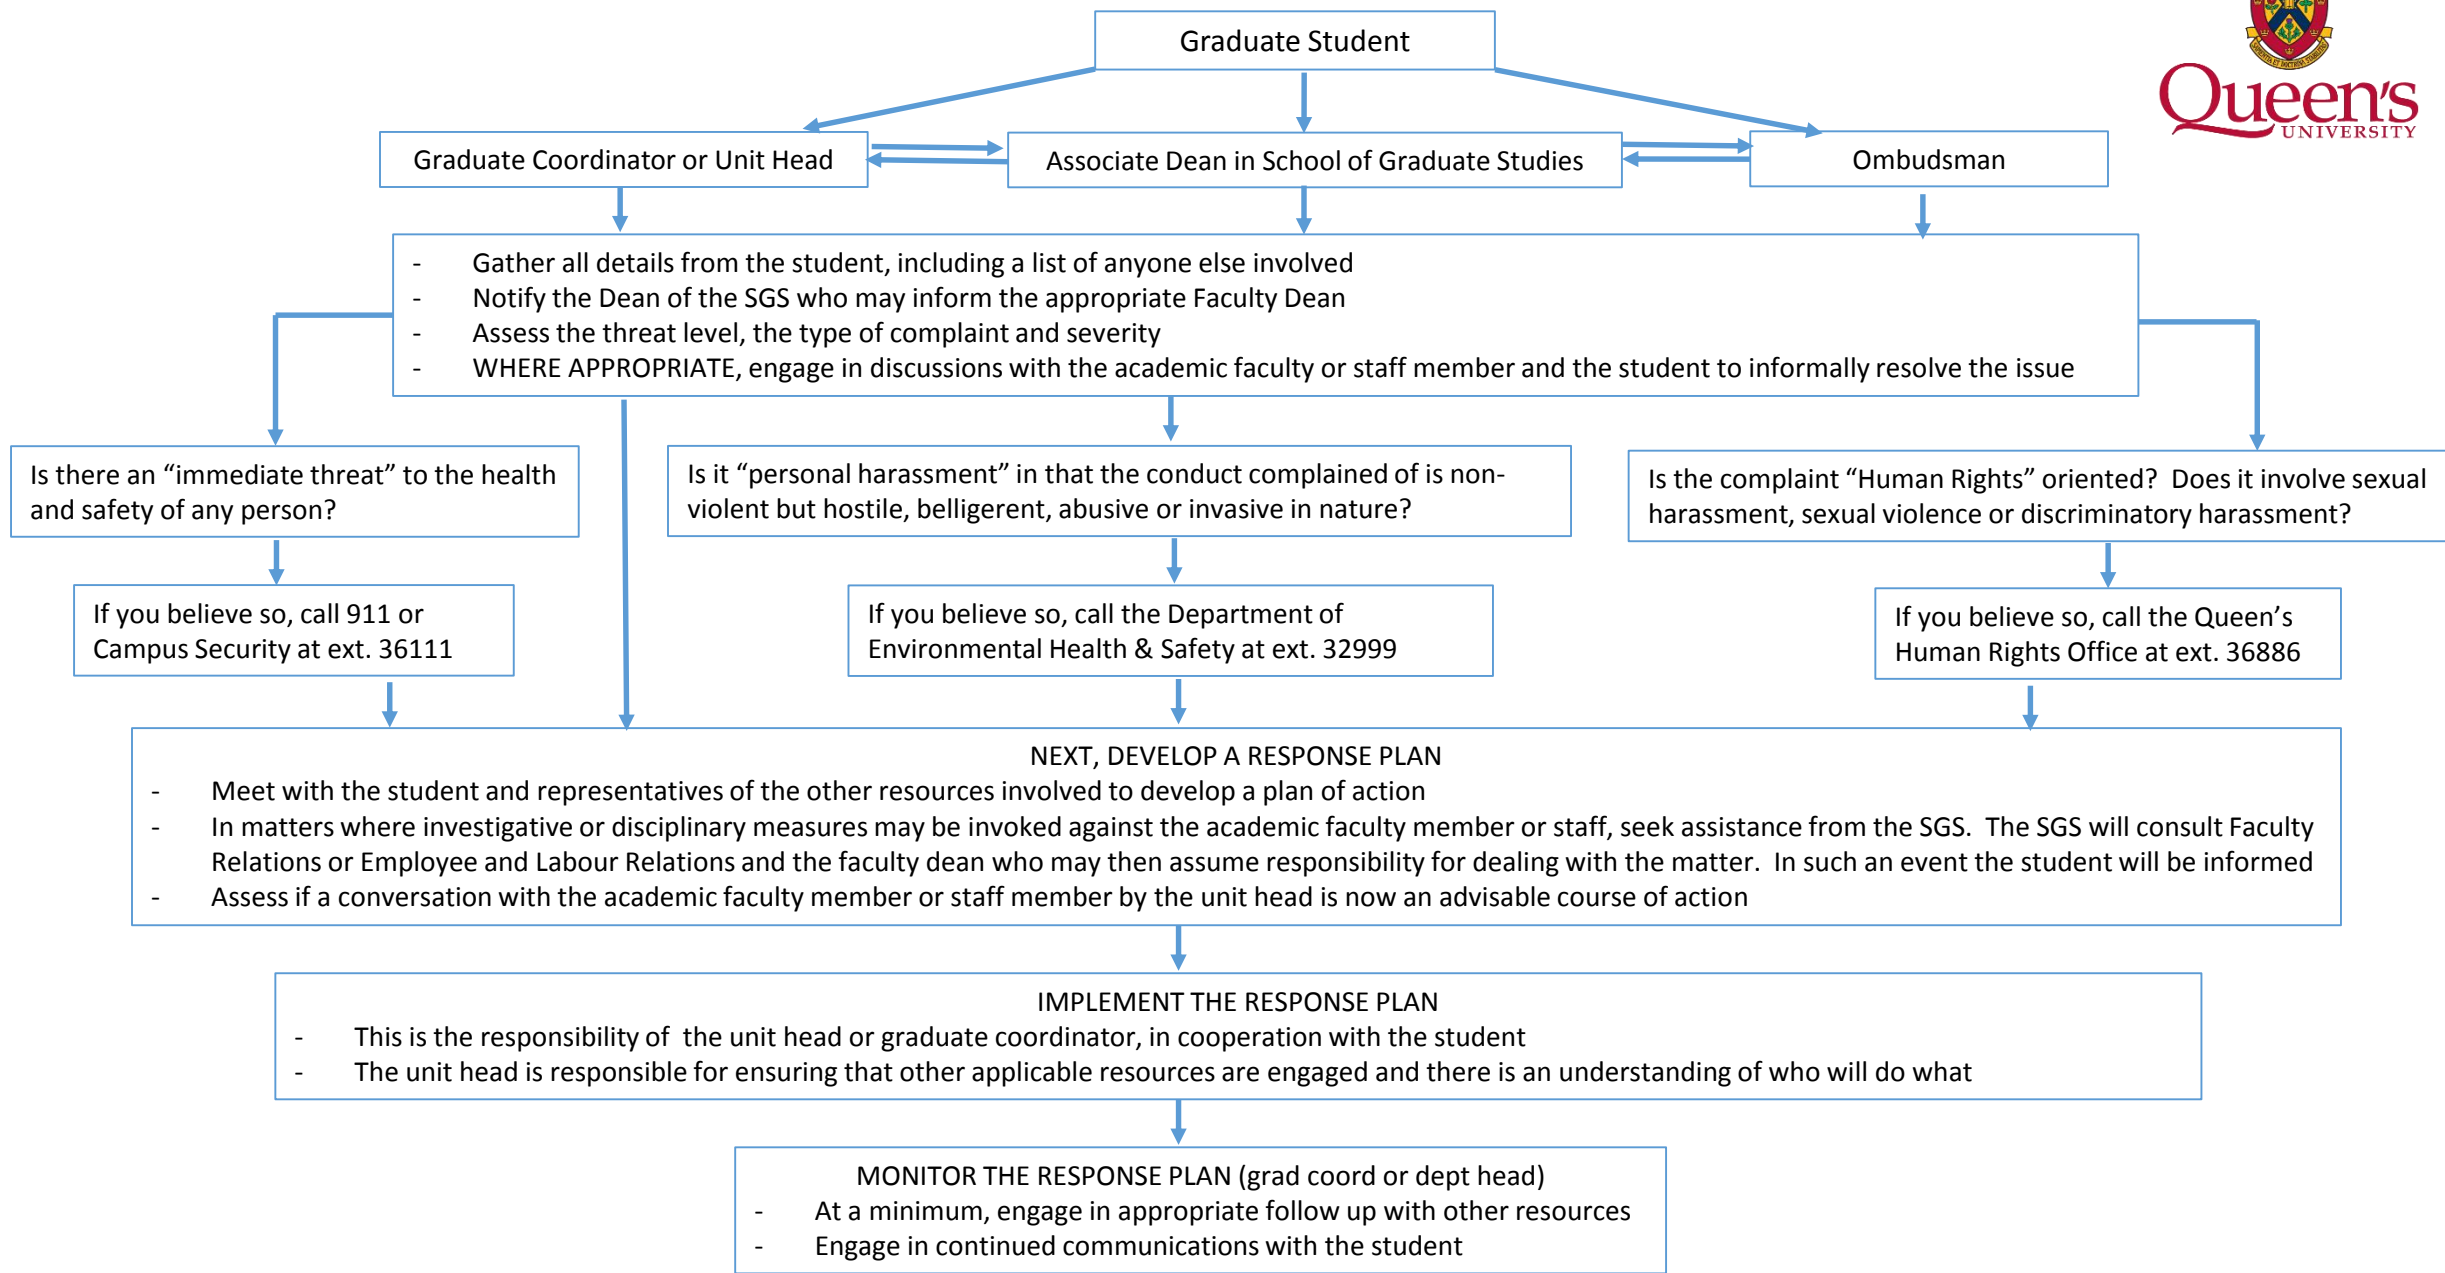 Graduate Student
Queen's
UNIVERSITY
Graduate Coordinator or Unit Head
Associate Dean in School of Graduate Studies
Ombudsman
- Gather all details from the student, including a list of anyone else involved
- Notify the Dean of the SGS who may inform the appropriate Faculty Dean
- Assess the threat level, the type of complaint and severity
- WHERE APPROPRIATE, engage in discussions with the academic faculty or staff member and the student to informally resolve the issue
Is there an “immediate threat” to the health
and safety of any person?
Is it “personal harassment” in that the conduct complained of is non-
violent but hostile, belligerent, abusive or invasive in nature?
Is the complaint “Human Rights” oriented?  Does it involve sexual
harassment, sexual violence or discriminatory harassment?
If you believe so, call 911 or
Campus Security at ext. 36111
If you believe so, call the Department of
Environmental Health & Safety at ext. 32999
If you believe so, call the Queen’s
Human Rights Office at ext. 36886
NEXT, DEVELOP A RESPONSE PLAN
- Meet with the student and representatives of the other resources involved to develop a plan of action
- In matters where investigative or disciplinary measures may be invoked against the academic faculty member or staff, seek assistance from the SGS.  The SGS will consult Faculty
Relations or Employee and Labour Relations and the faculty dean who may then assume responsibility for dealing with the matter.  In such an event the student will be informed
- Assess if a conversation with the academic faculty member or staff member by the unit head is now an advisable course of action
IMPLEMENT THE RESPONSE PLAN
- This is the responsibility of  the unit head or graduate coordinator, in cooperation with the student
- The unit head is responsible for ensuring that other applicable resources are engaged and there is an understanding of who will do what
MONITOR THE RESPONSE PLAN (grad coord or dept head)
- At a minimum, engage in appropriate follow up with other resources
- Engage in continued communications with the student